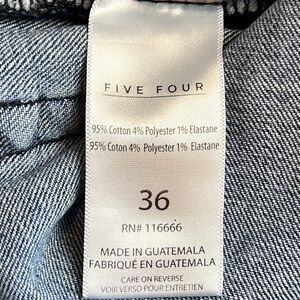 FIVE FOUR
95% Cotton 4% Polyester 1% Elastane
95% Coton 4% Polyester 1% Elastane
36
RN# 116666
MADE IN GUATEMALA
FABRIQUÉ EN GUATEMALA
CARE ON REVERSE
VOIR VERSO POUR ENTRETIEN